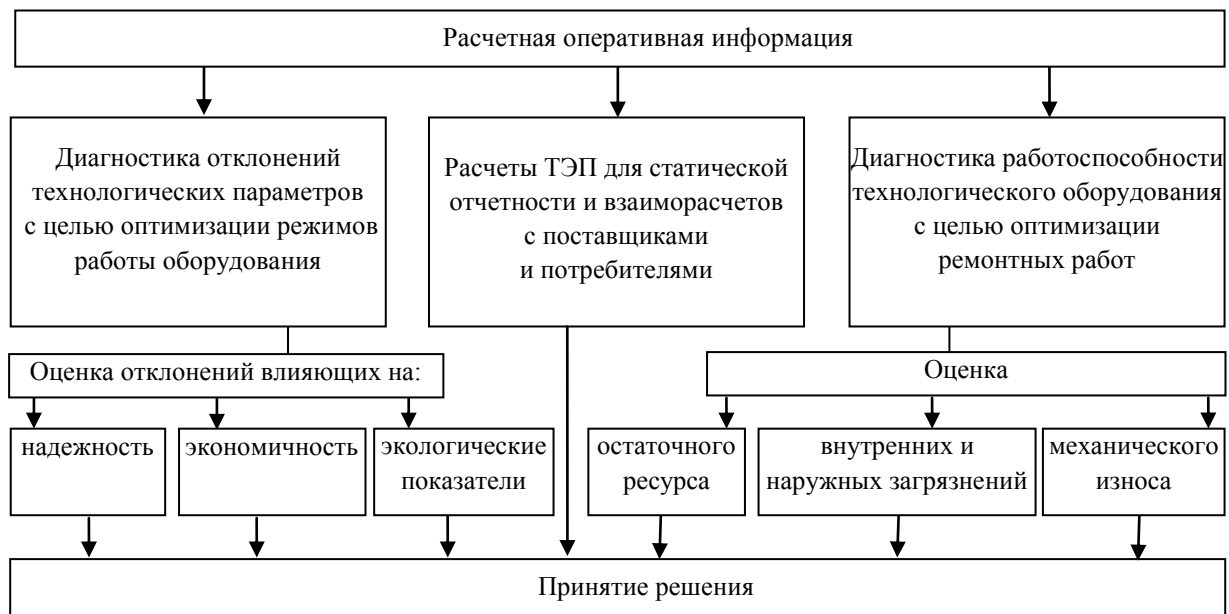 Расчетная оперативная информация
Диагностика отклонений
технологических параметров
с целью оптимизации режимов
работы оборудования
Расчеты ТЭП для статической
отчетности и взаиморасчетов
с поставщиками
и потребителями
Диагностика работоспособности
технологического оборудования
с целью оптимизации
ремонтных работ
Оценка отклонений влияющих на:
Оценка
надежность
экономичность
экологические
показатели
остаточного
ресурса
внутренних и
наружных загрязнений
механического
износа
Принятие решения